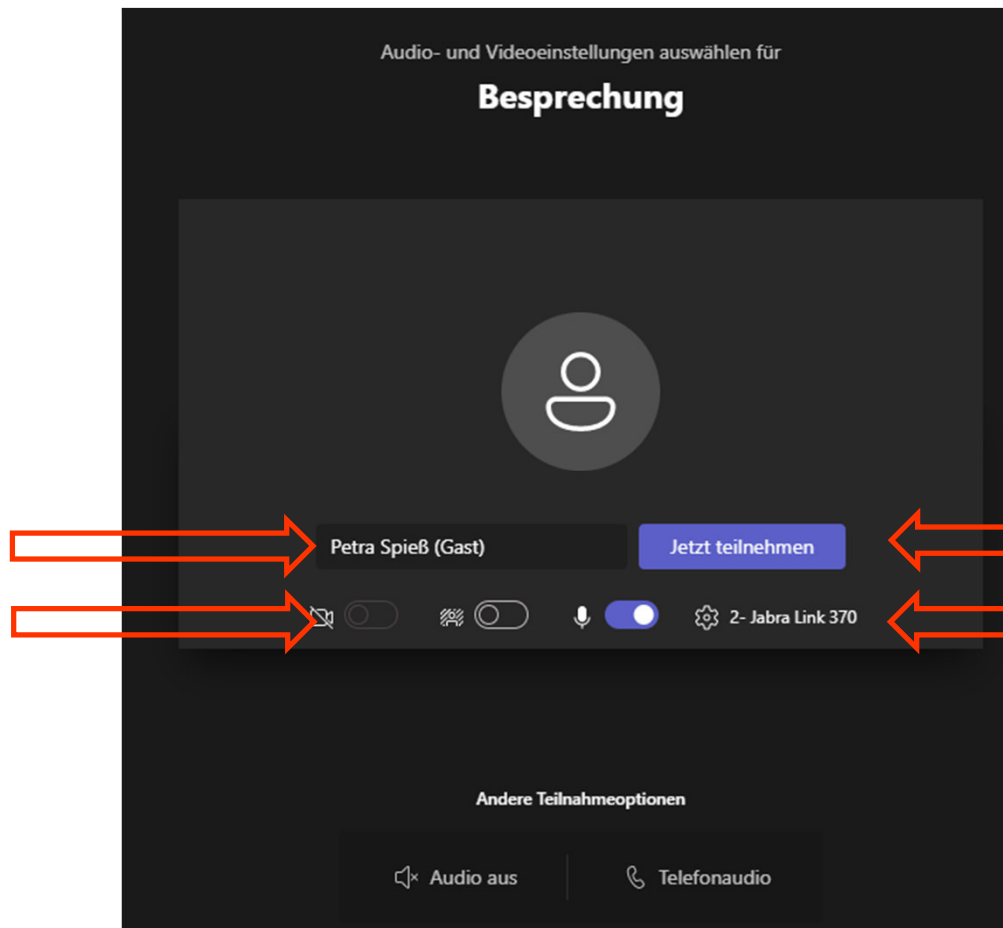 Audio- und Videoeinstellungen auswählen für
Besprechung
Petra Spieß (Gast)
Jetzt teilnehmen
2- Jabra Link 370
Andere Teilnahmeoptionen
Audio aus
Telefonaudio